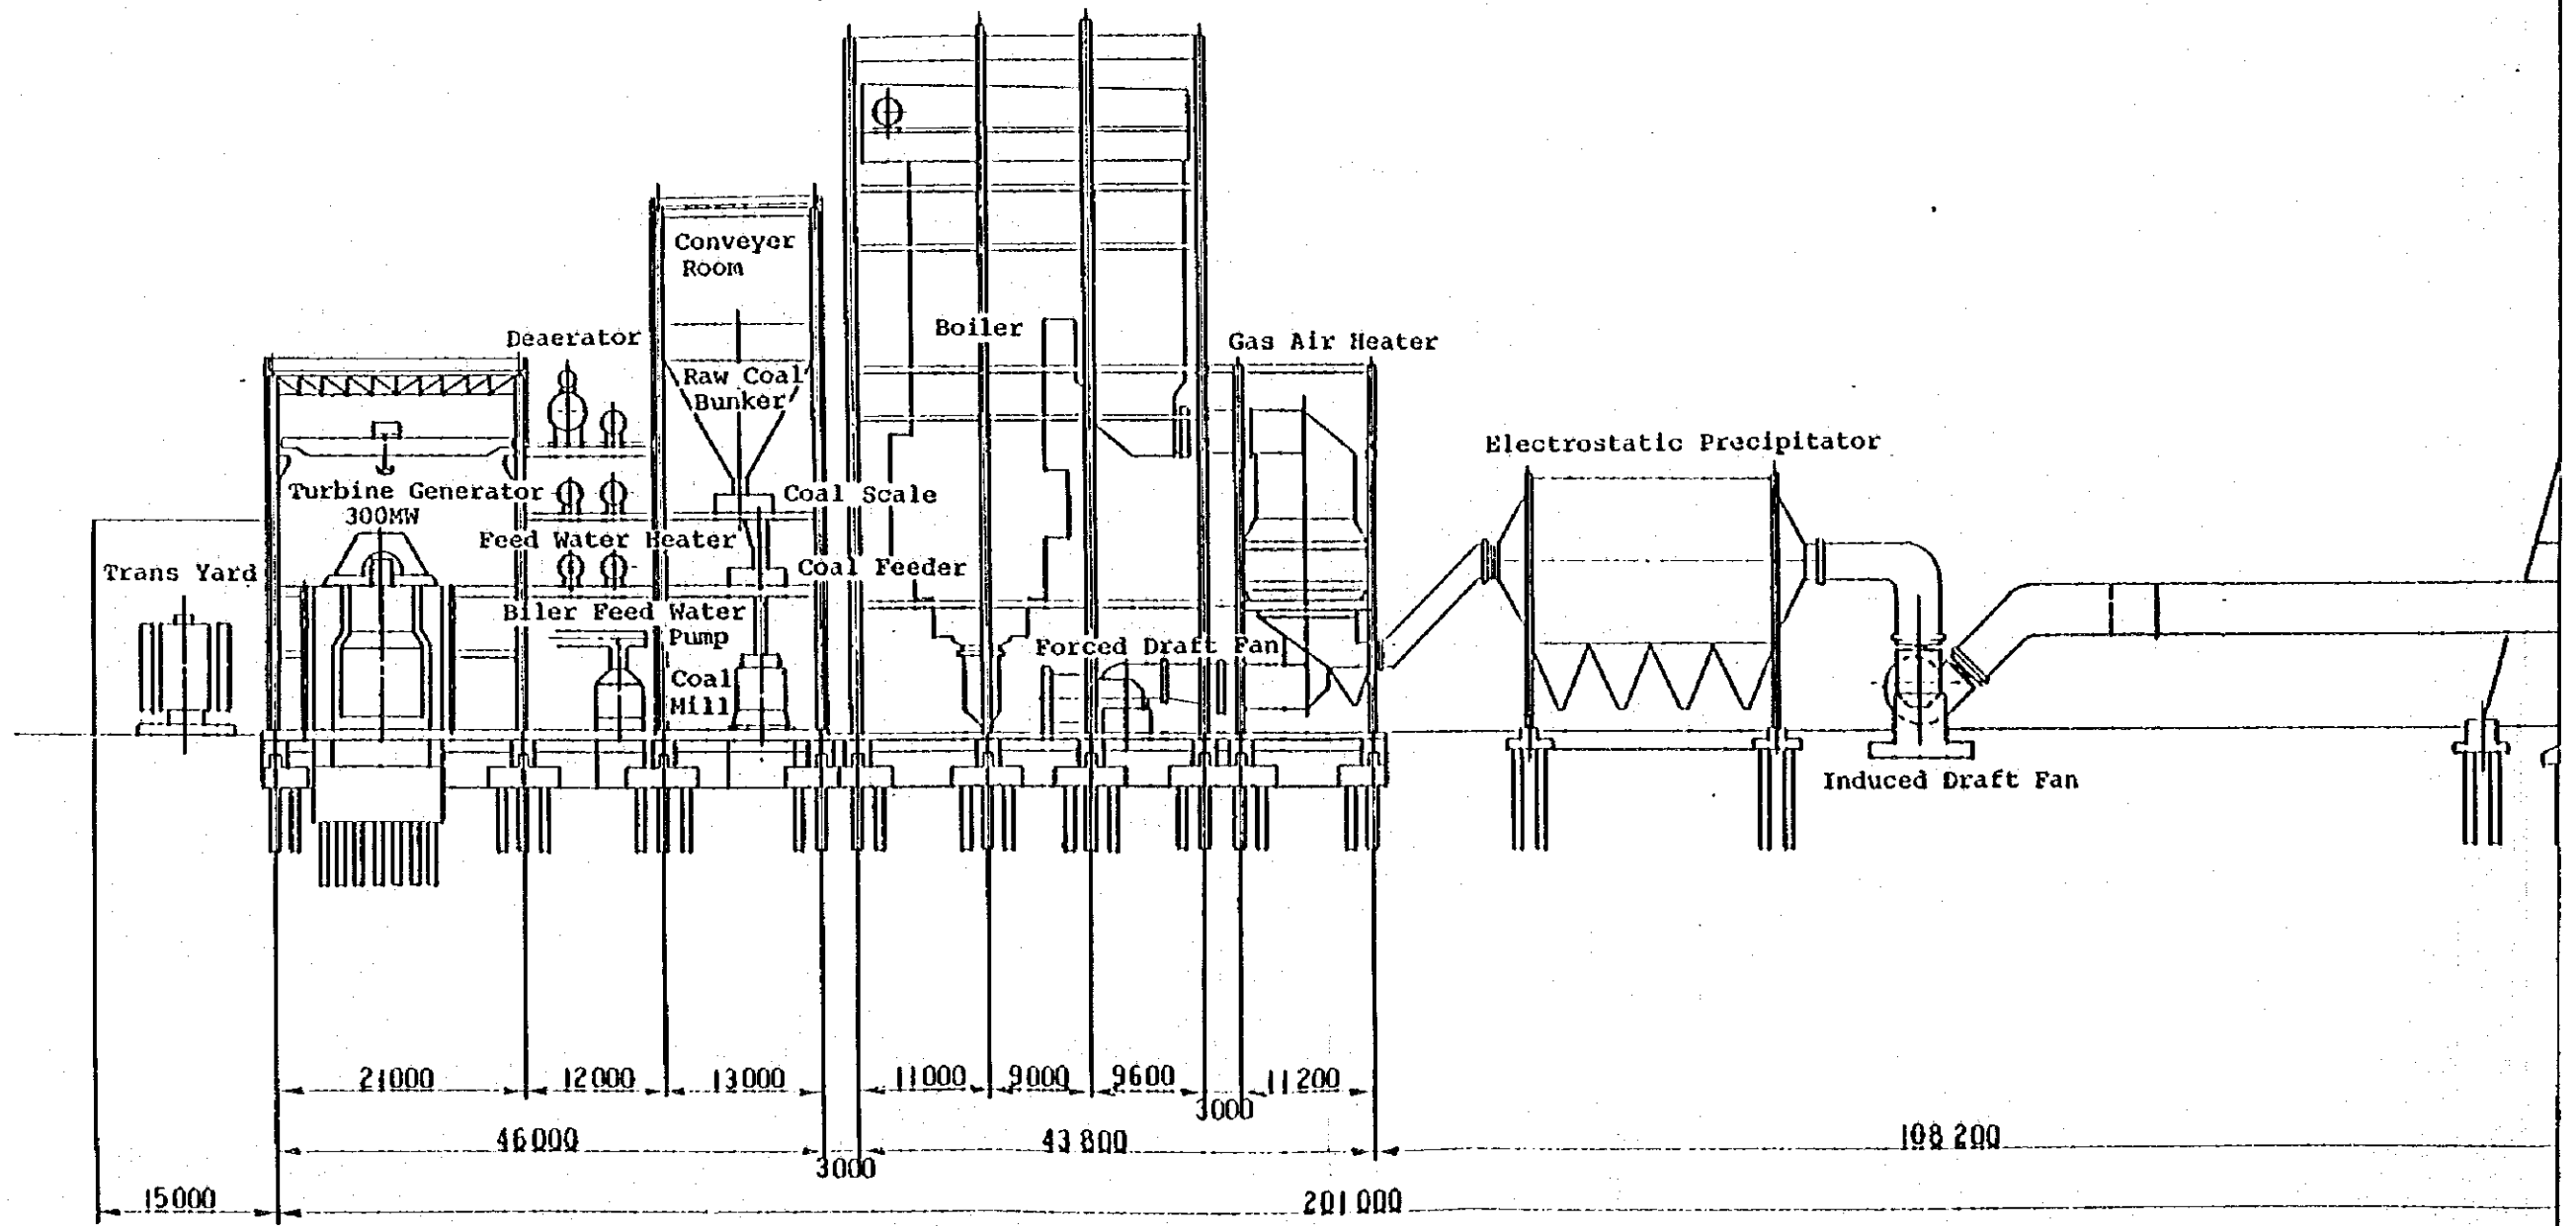 Conveyer
Room
Boiler
Deaerator
Gas Air Heater
Raw Coal
Bunker
Electrostatic Precipitator
Turbine Generator
300MW
Coal Scale
Feed Water Heater
Coal Feeder
Trans Yard
Biler Feed Water
Pump
Forced Draft Fan
Coal
Mill
Induced Draft Fan
21000
12000
13000
11000
9000
9600
11200
3000
46000
43800
108200
3000
15000
201000